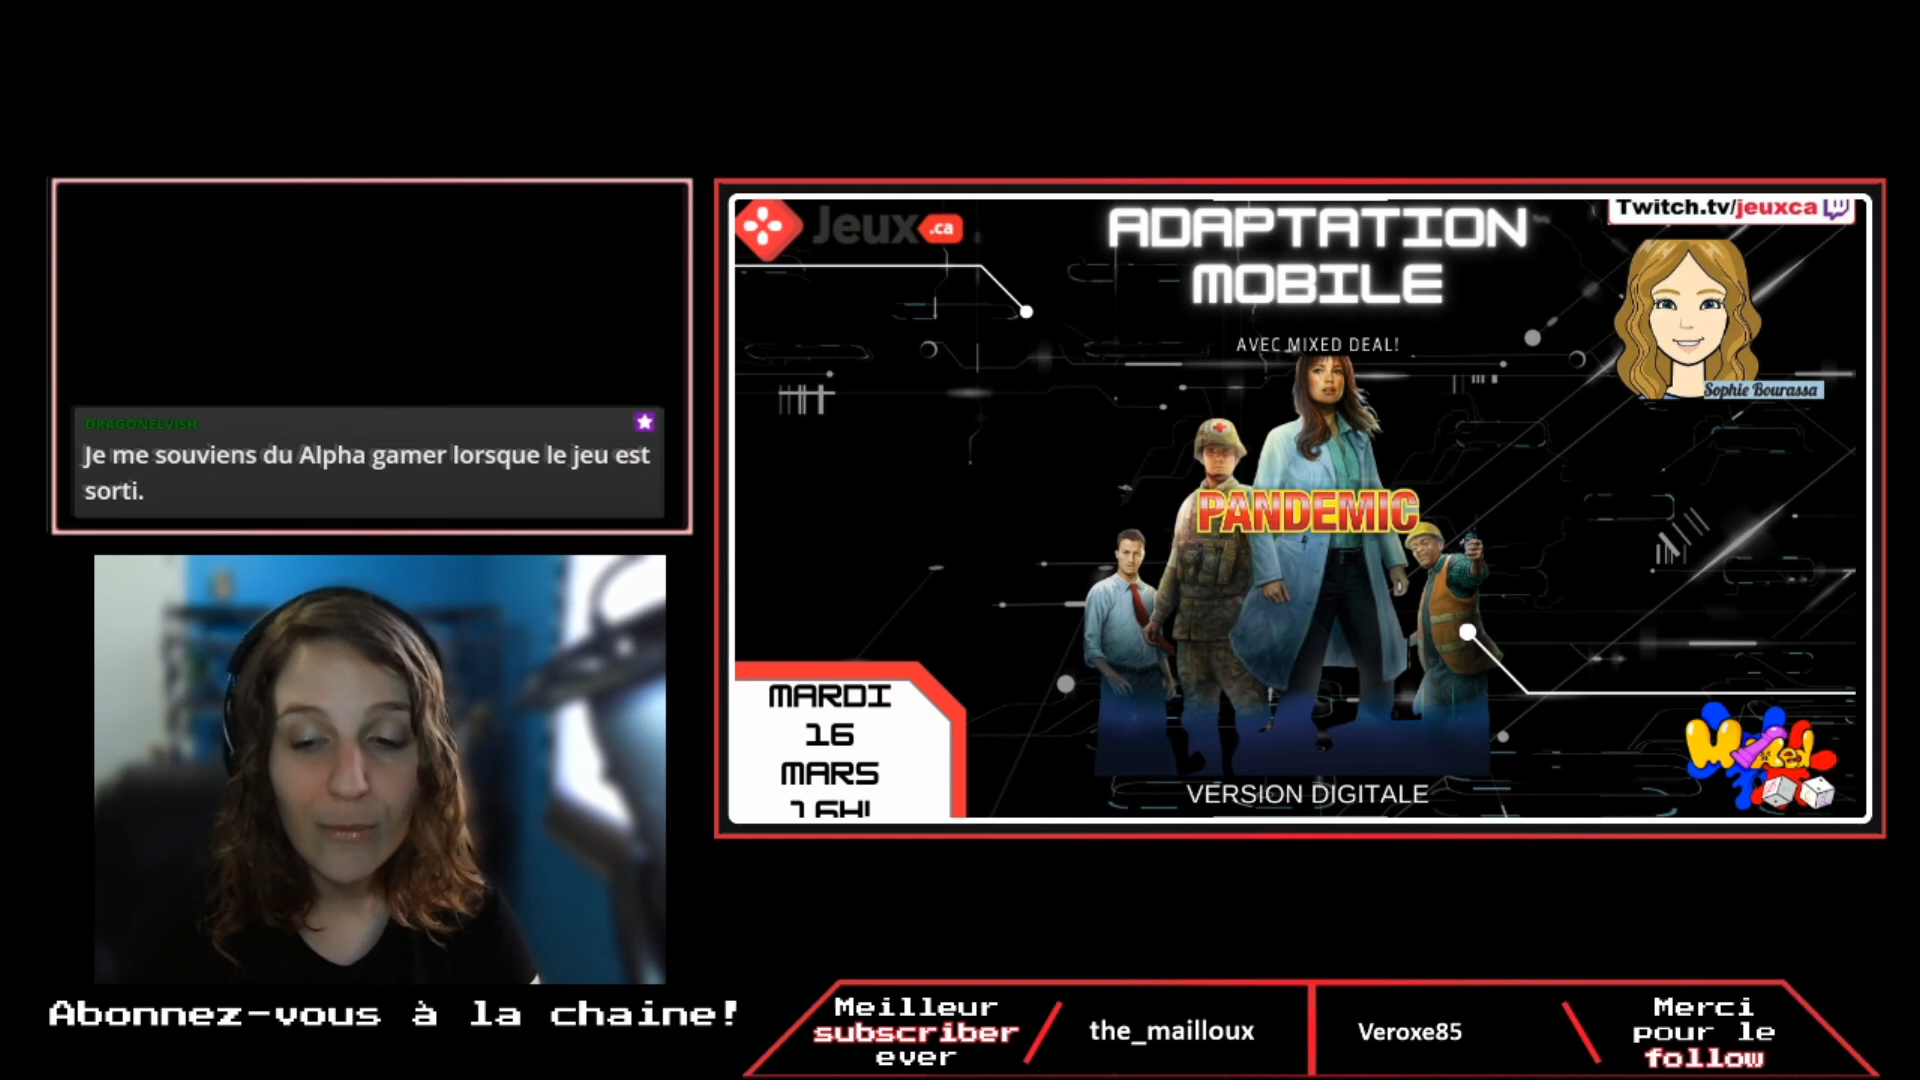 DRAGONELVISH
Je me souviens du Alpha gamer lorsque le jeu est
sorti.
Jeux.ca
ADAPTATION
MOBILE
AVEC MIXED DEAL!
Twitch.tv/jeuxca
Sophie Bourassa
PANDEMIC
MARDI
16
MARS
16H!
VERSION DIGITALE
Abonnez-vous à la chaine!
Meilleur
subscriber
ever
the_mailloux
Veroxe85
Merci
pour le
follow